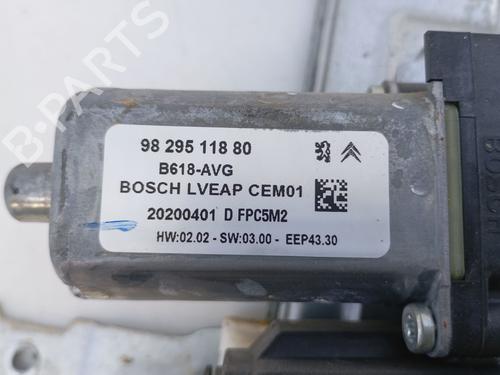 B-PARTS
98 295 118 80
B618-AVG
BOSCH LVEAP CEM01
20200401 D FPC5M2
HW:02.02 - SW:03.00 - EEP43.30